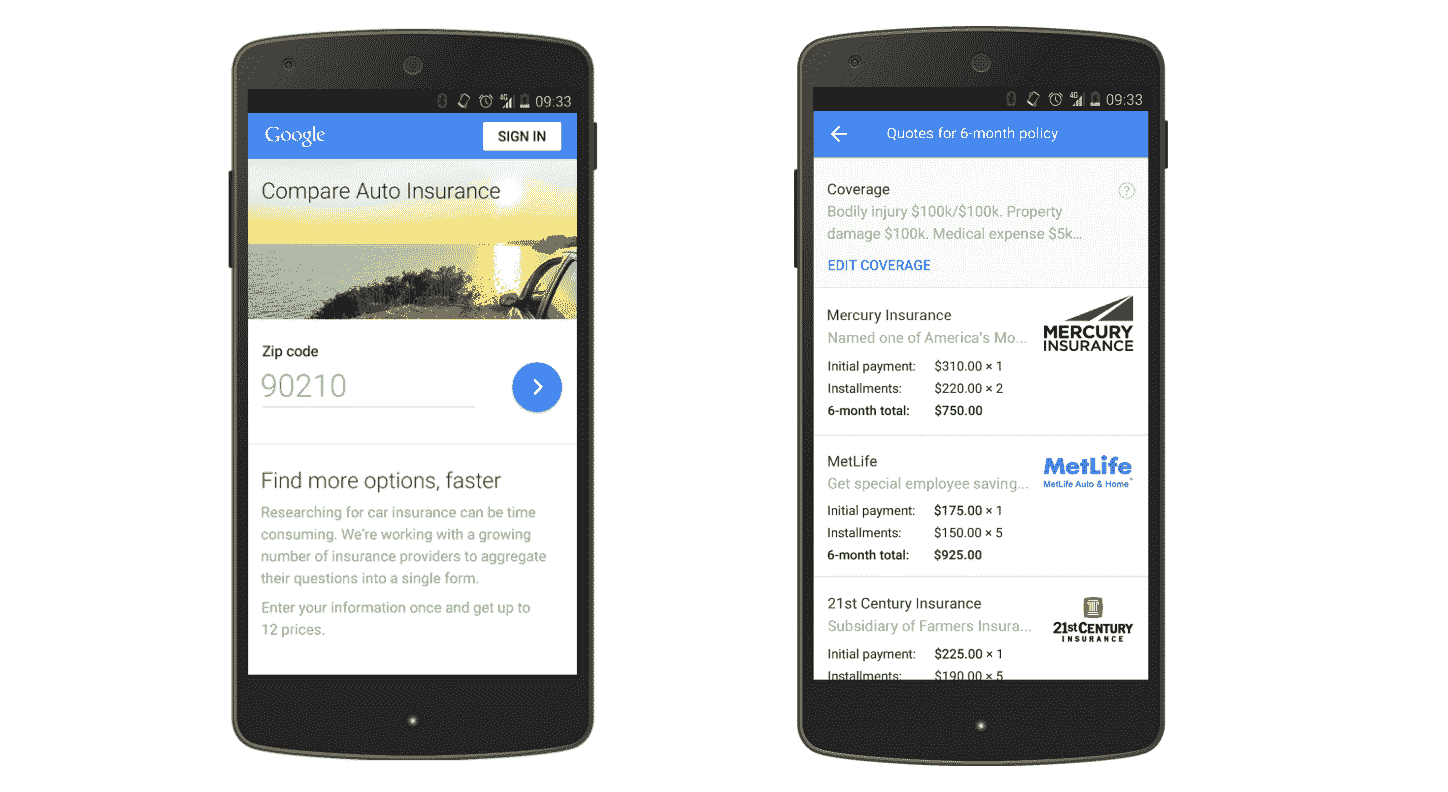 4G 09:33
Google
SIGN IN
Compare Auto Insurance
Zip code
90210
Find more options, faster
Researching for car insurance can be time
consuming. We're working with a growing
number of insurance providers to aggregate
their questions into a single form.
Enter your information once and get up to
12 prices.
4G 09:33
Quotes for 6-month policy
Coverage
?
Bodily injury $100k/$100k. Property
damage $100k. Medical expense $5k...
EDIT COVERAGE
Mercury Insurance
Named one of America's Mo...
MERCURY
INSURANCE
Initial payment: $310.00 × 1
Installments: $220.00 × 2
6-month total: $750.00
MetLife
Get special employee saving...
MetLife
MetLife Auto & Home®
Initial payment: $175.00 × 1
Installments: $150.00 × 5
6-month total: $925.00
21st Century Insurance
Subsidiary of Farmers Insura...
21stCENTURY
INSURANCE
Initial payment: $225.00 × 1
Installments: $190.00 × 5